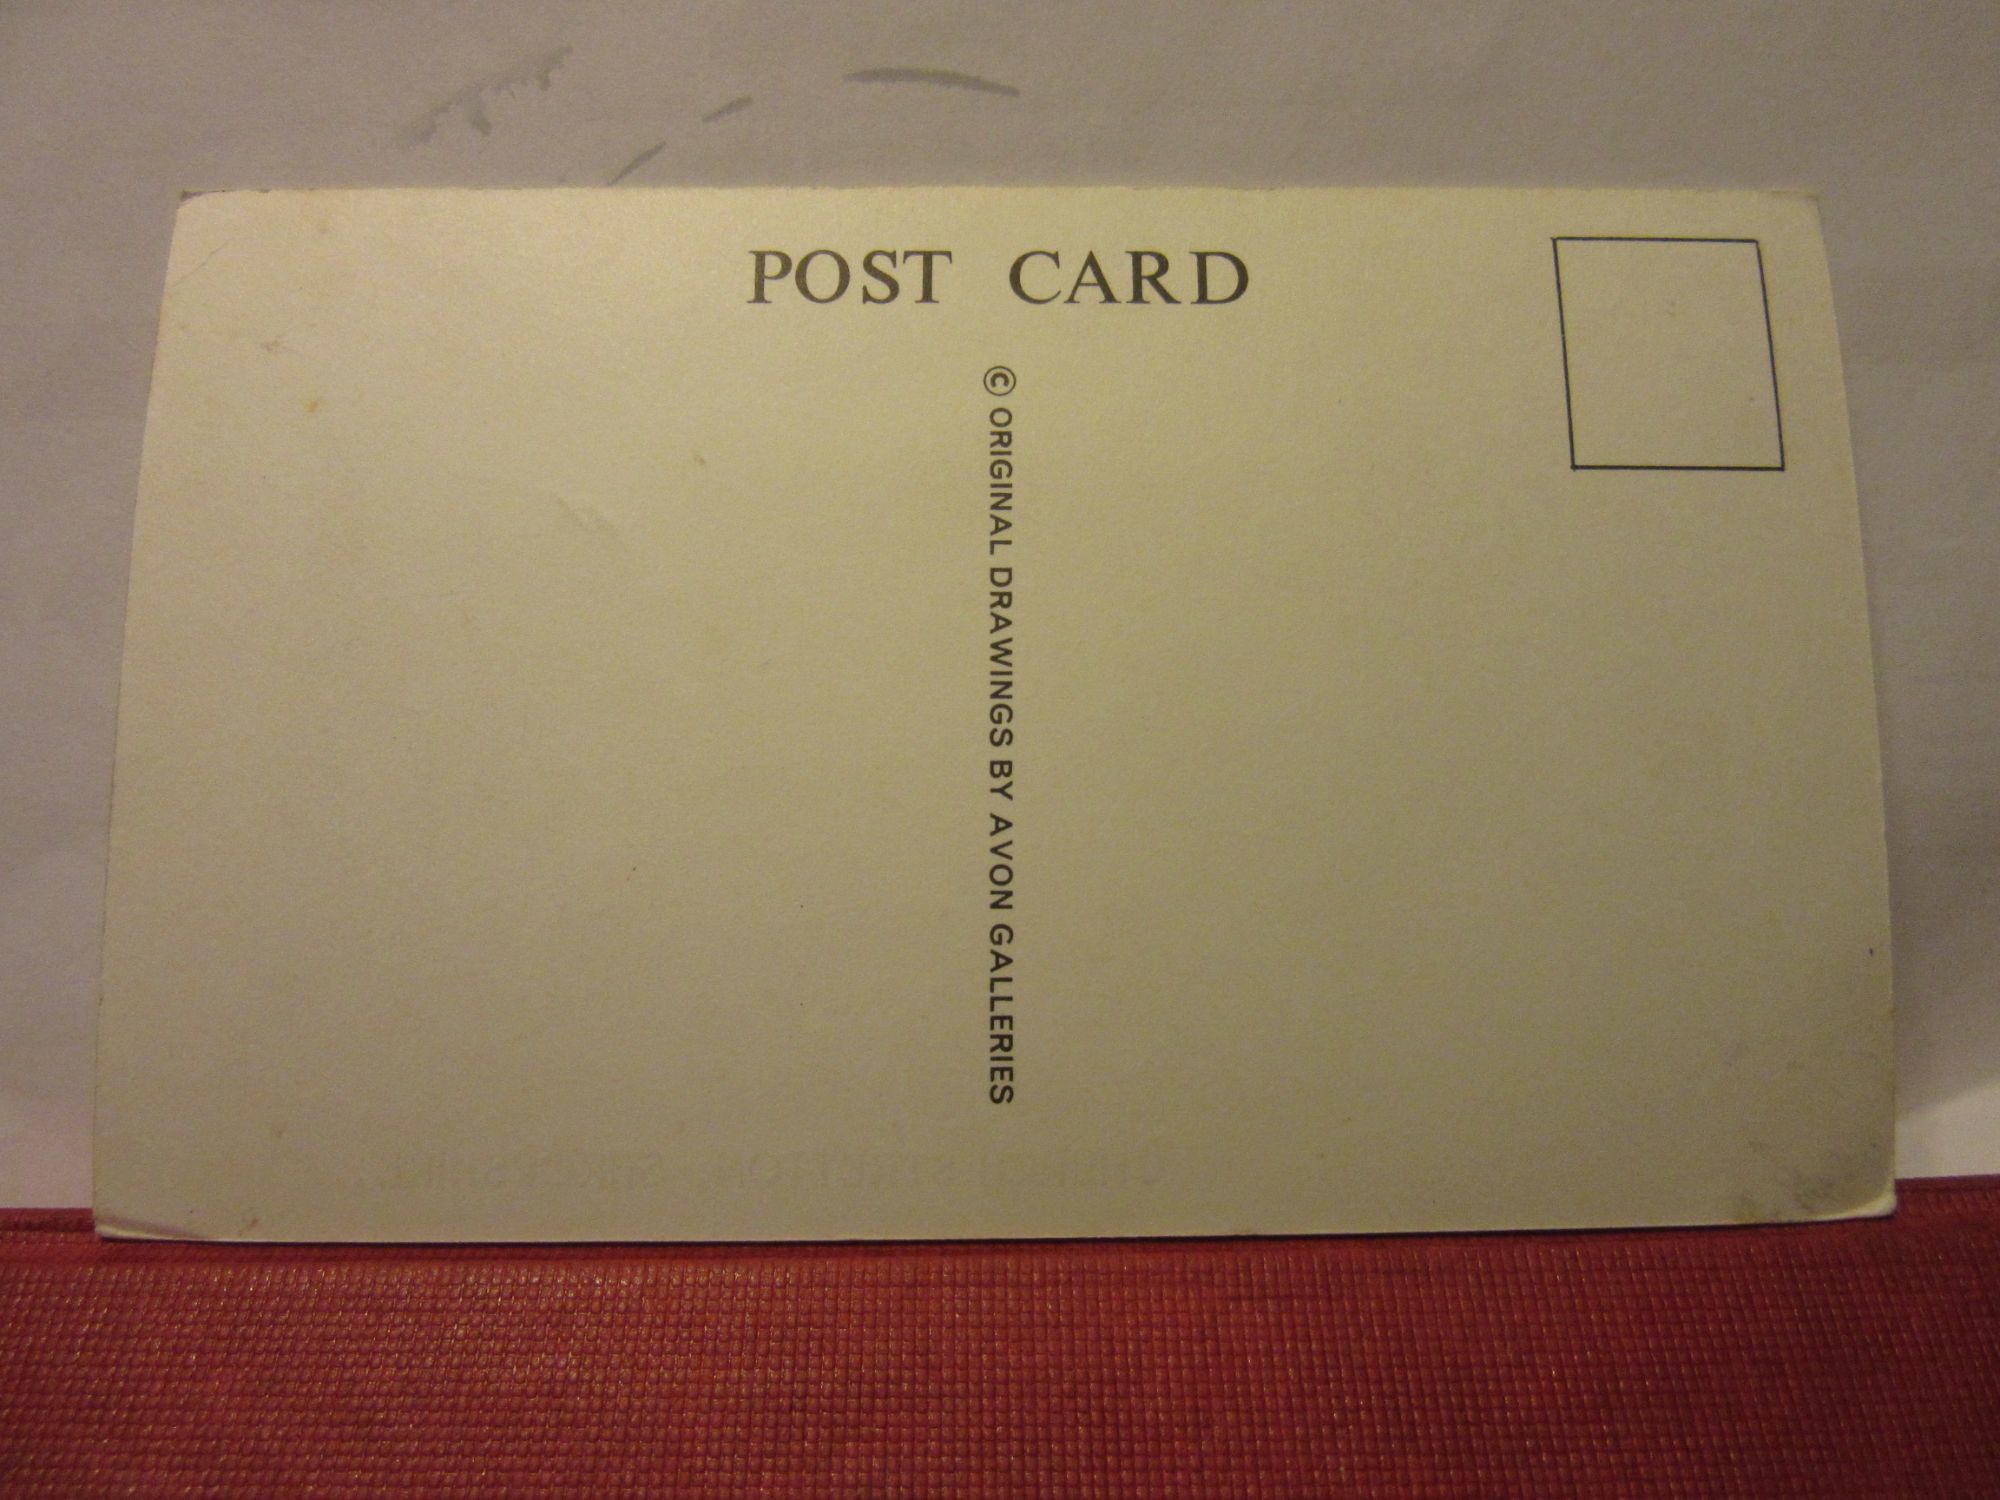 POST CARD
© ORIGINAL DRAWINGS BY AVON GALLERIES